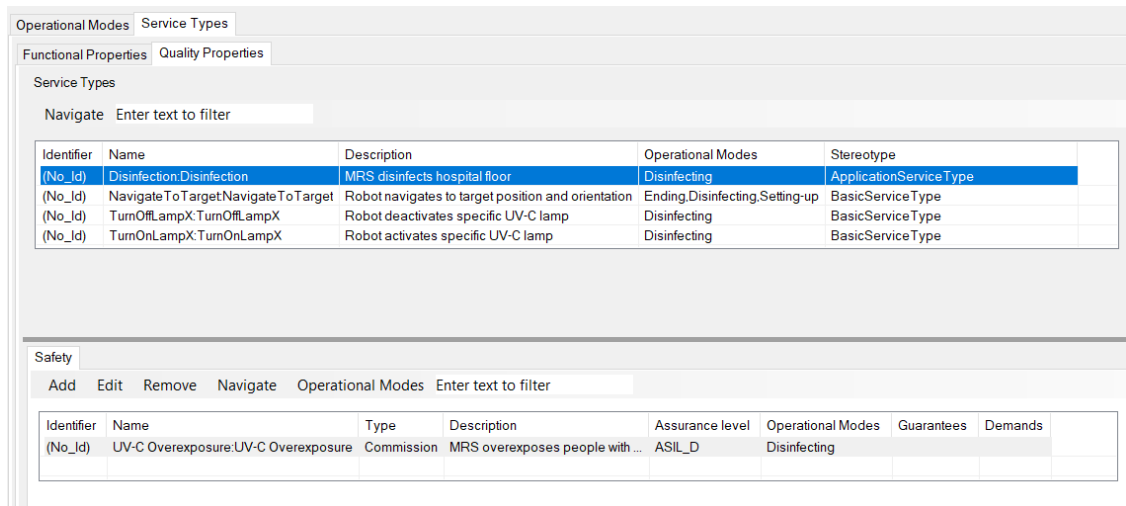 Operational Modes Service Types
Functional Properties Quality Properties
Service Types
Navigate Enter text to filter
Identifier Name Description Operational Modes Stereotype
(No_Id) Disinfection:Disinfection MRS disinfects hospital floor Disinfecting ApplicationServiceType
(No_Id) NavigateToTarget:NavigateToTarget Robot navigates to target position and orientation Ending,Disinfecting,Setting-up BasicServiceType
(No_Id) TurnOffLampX:TurnOffLampX Robot deactivates specific UV-C lamp Disinfecting BasicServiceType
(No_Id) TurnOnLampX:TurnOnLampX Robot activates specific UV-C lamp Disinfecting BasicServiceType
Safety
Add Edit Remove Navigate Operational Modes Enter text to filter
Identifier Name Type Description Assurance level Operational Modes Guarantees Demands
(No_Id) UV-C Overexposure:UV-C Overexposure Commission MRS overexposes people with ... ASIL_D Disinfecting